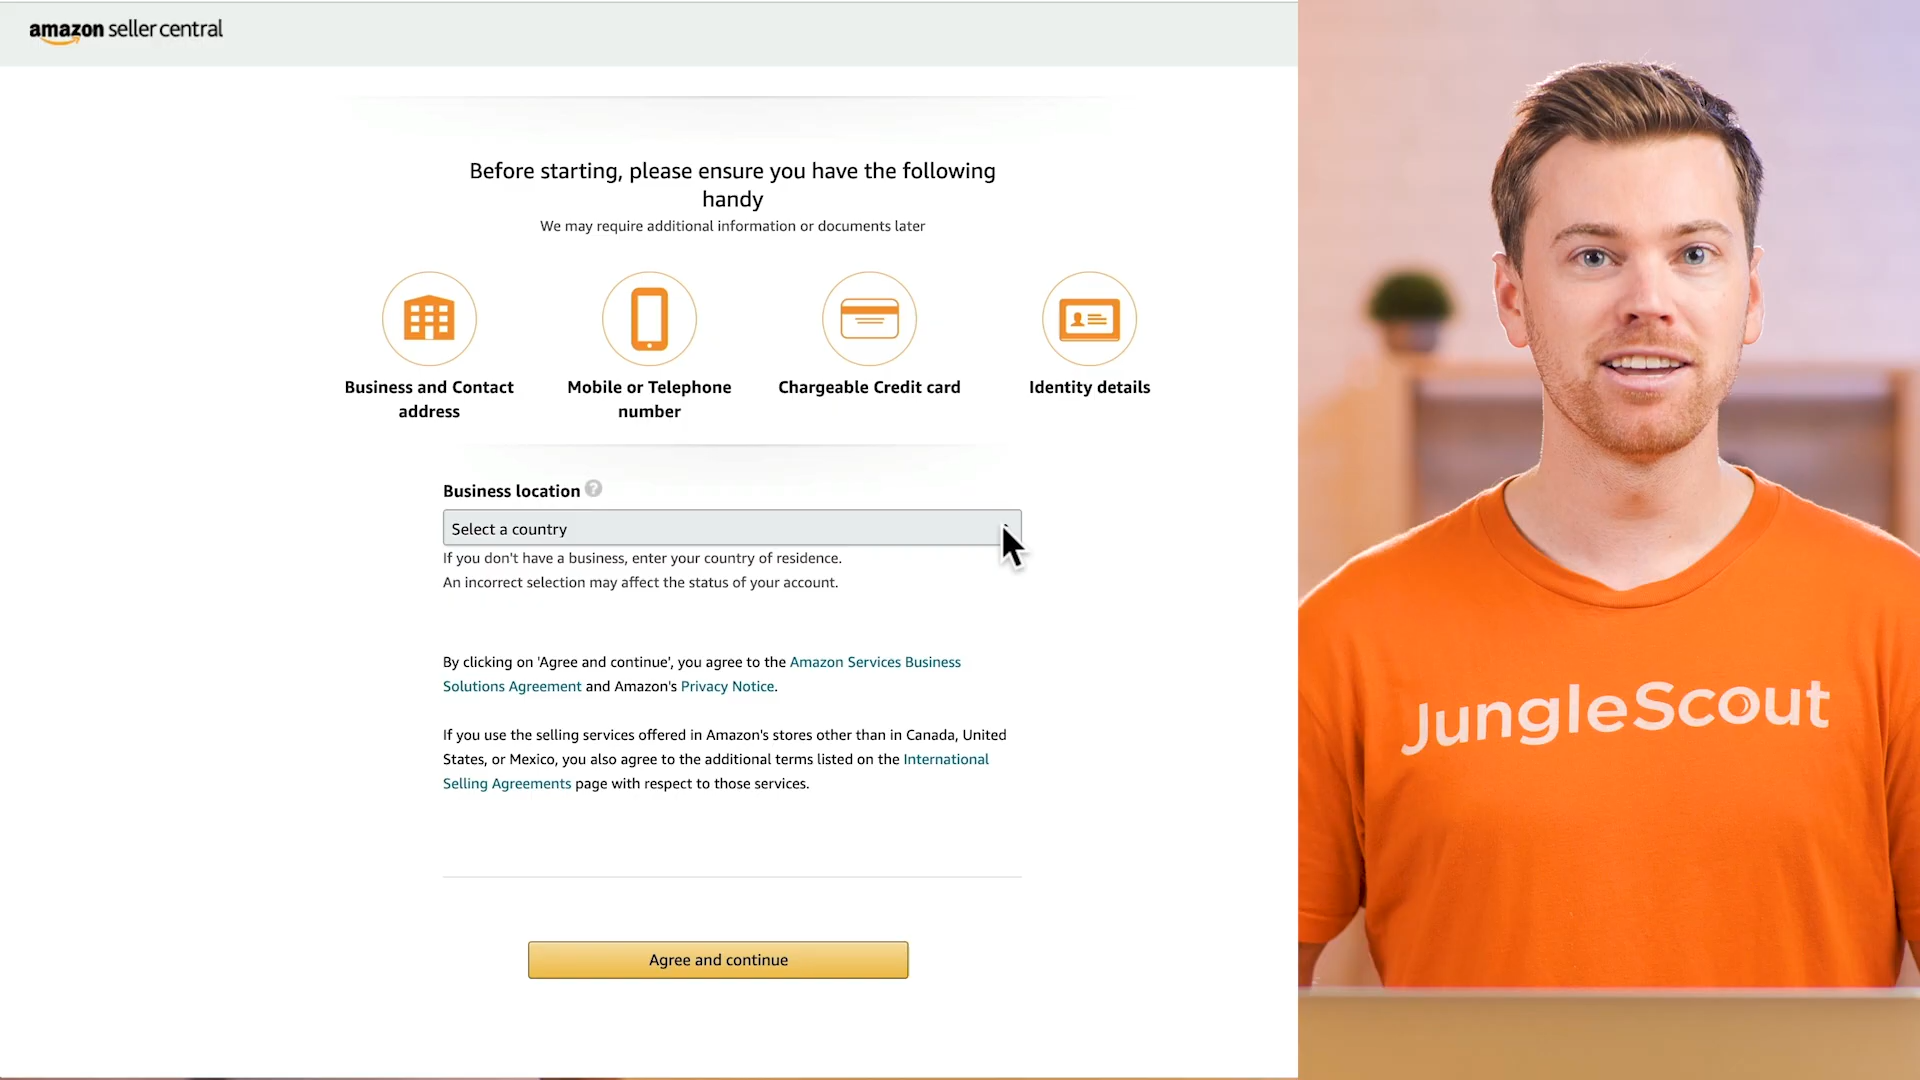 amazon seller central
Before starting, please ensure you have the following
handy
We may require additional information or documents later
Business and Contact
address
Mobile or Telephone
number
Chargeable Credit card
Identity details
Business location ?
Select a country
If you don't have a business, enter your country of residence.
An incorrect selection may affect the status of your account.
By clicking on 'Agree and continue', you agree to the Amazon Services Business
Solutions Agreement and Amazon's Privacy Notice.
If you use the selling services offered in Amazon's stores other than in Canada, United
States, or Mexico, you also agree to the additional terms listed on the International
Selling Agreements page with respect to those services.
Agree and continue
JungleScout